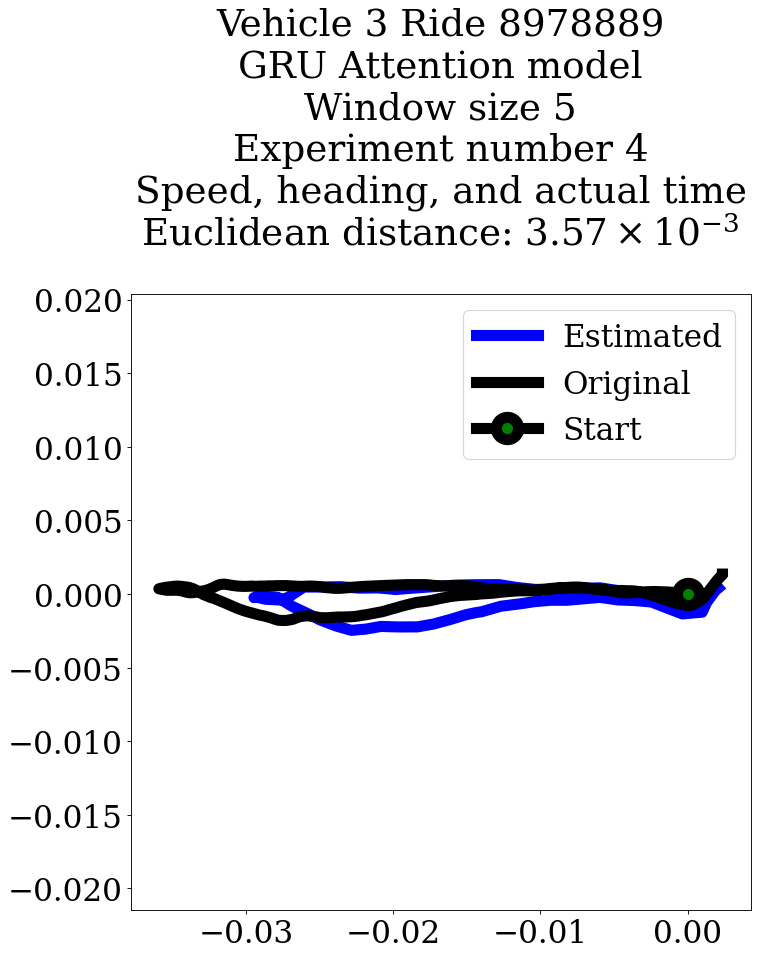 Vehicle 3 Ride 8978889
GRU Attention model
Window size 5
Experiment number 4
Speed, heading, and actual time
Euclidean distance: 3.57 × 10⁻³
0.020
0.015
0.010
0.005
0.000
−0.005
−0.010
−0.015
−0.020
Estimated
Original
Start
−0.03 −0.02 −0.01 0.00